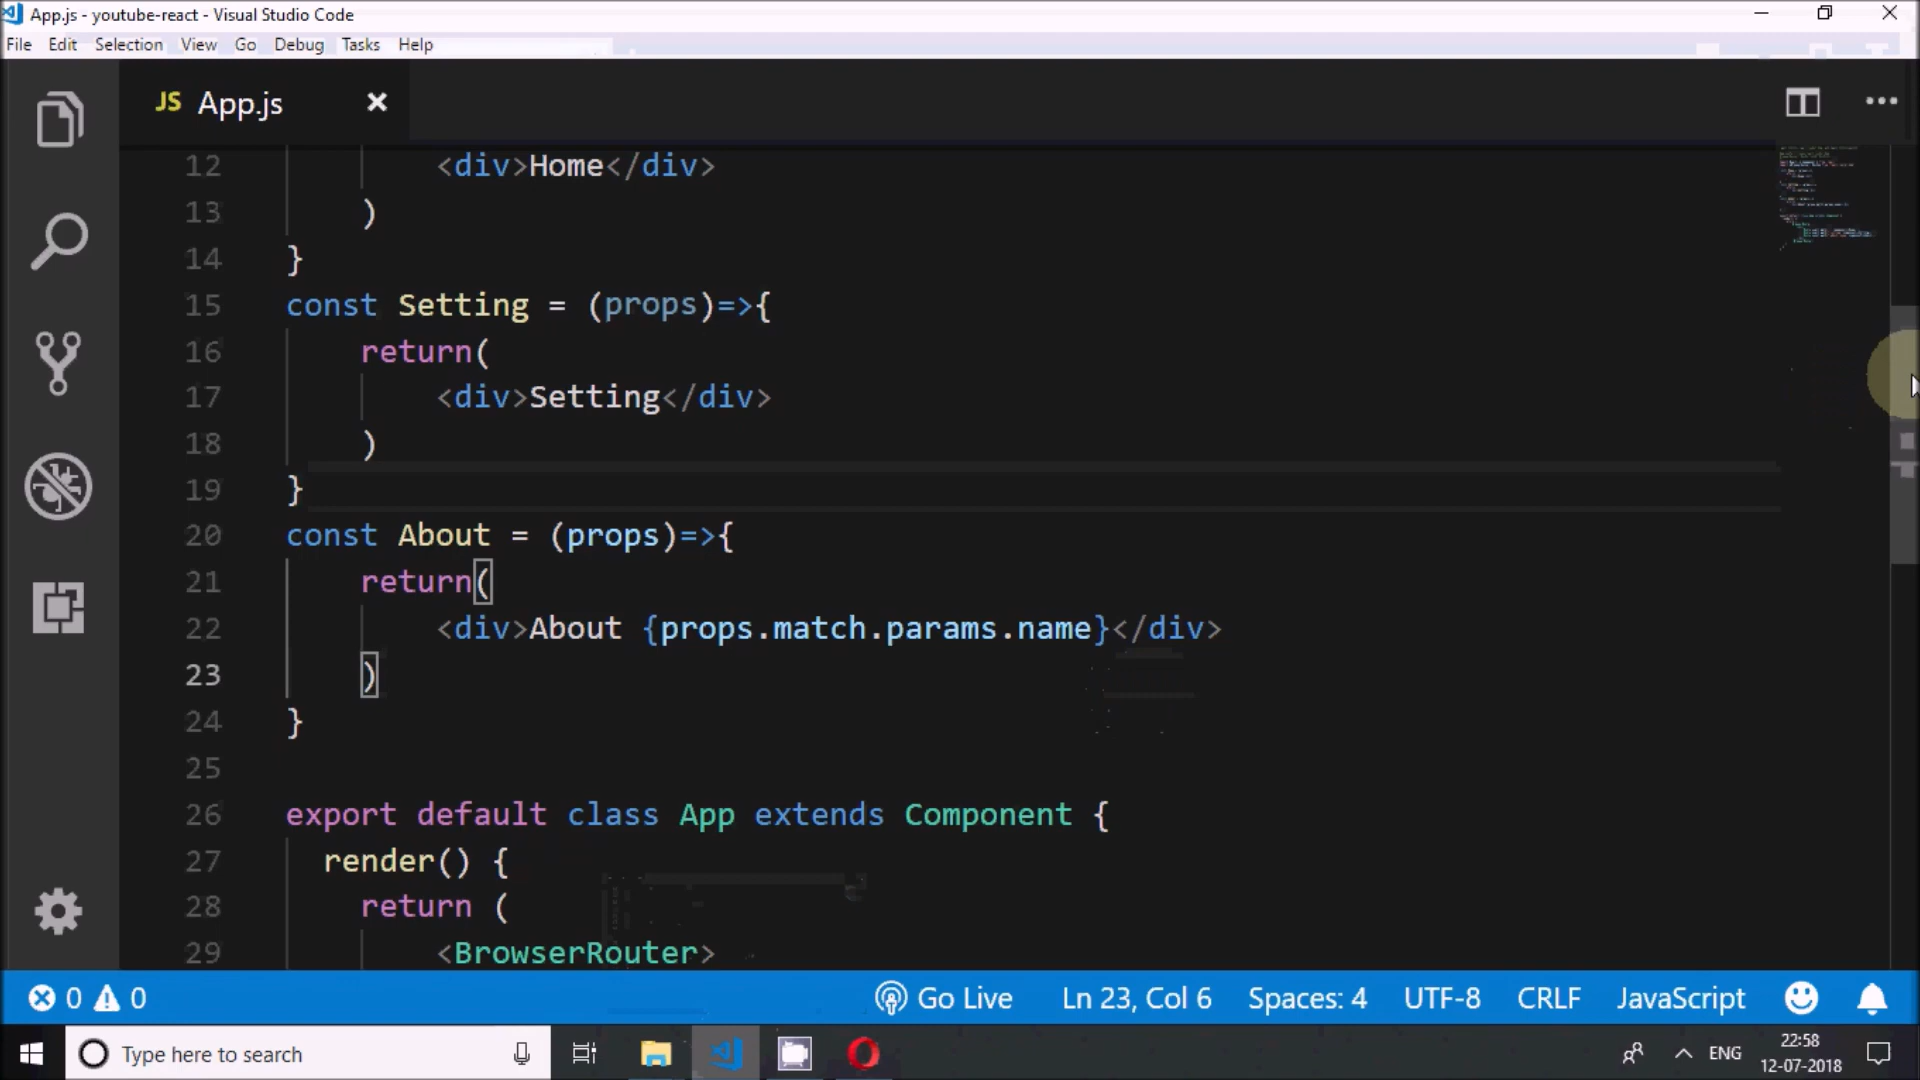 App.js - youtube-react - Visual Studio Code
File Edit Selection View Go Debug Tasks Help
JS App.js
12 <div>Home</div>
13 )
14 }
15 const Setting = (props)=>{
16 return(
17 <div>Setting</div>
18 )
19 }
20 const About = (props)=>{
21 return(
22 <div>About {props.match.params.name}</div>
23 )
24 }
25
26 export default class App extends Component {
27 render() {
28 return (
29 <BrowserRouter>
0 0 Go Live Ln 23, Col 6 Spaces: 4 UTF-8 CRLF JavaScript
Type here to search ENG 22:58
12-07-2018